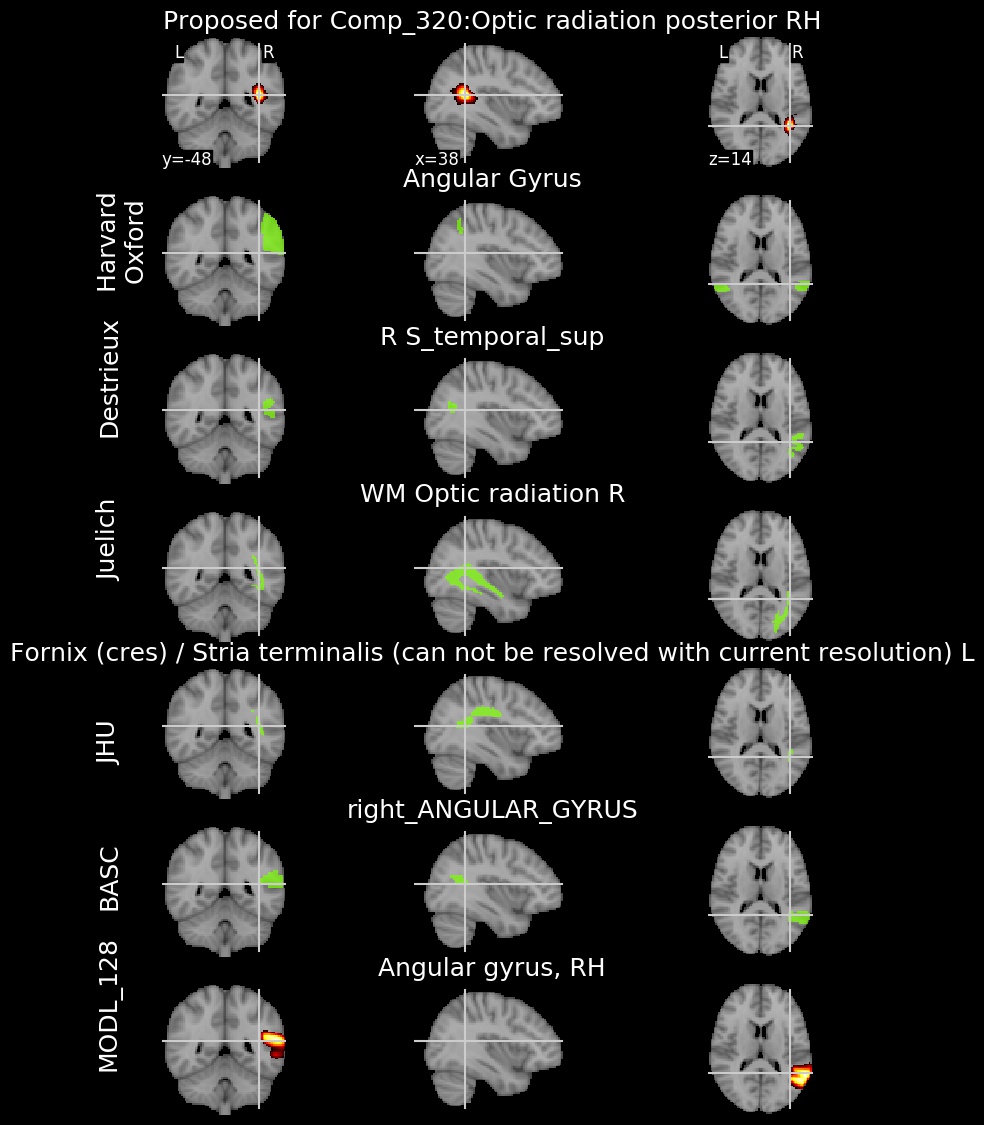 Proposed for Comp_320:Optic radiation posterior RH
L R
L R
y=-48
x=38
z=14
Angular Gyrus
Harvard
Oxford
R S_temporal_sup
Destrieux
WM Optic radiation R
Juelich
Fornix (cres) / Stria terminalis (can not be resolved with current resolution) L
JHU
right_ANGULAR_GYRUS
BASC
Angular gyrus, RH
MODL_128